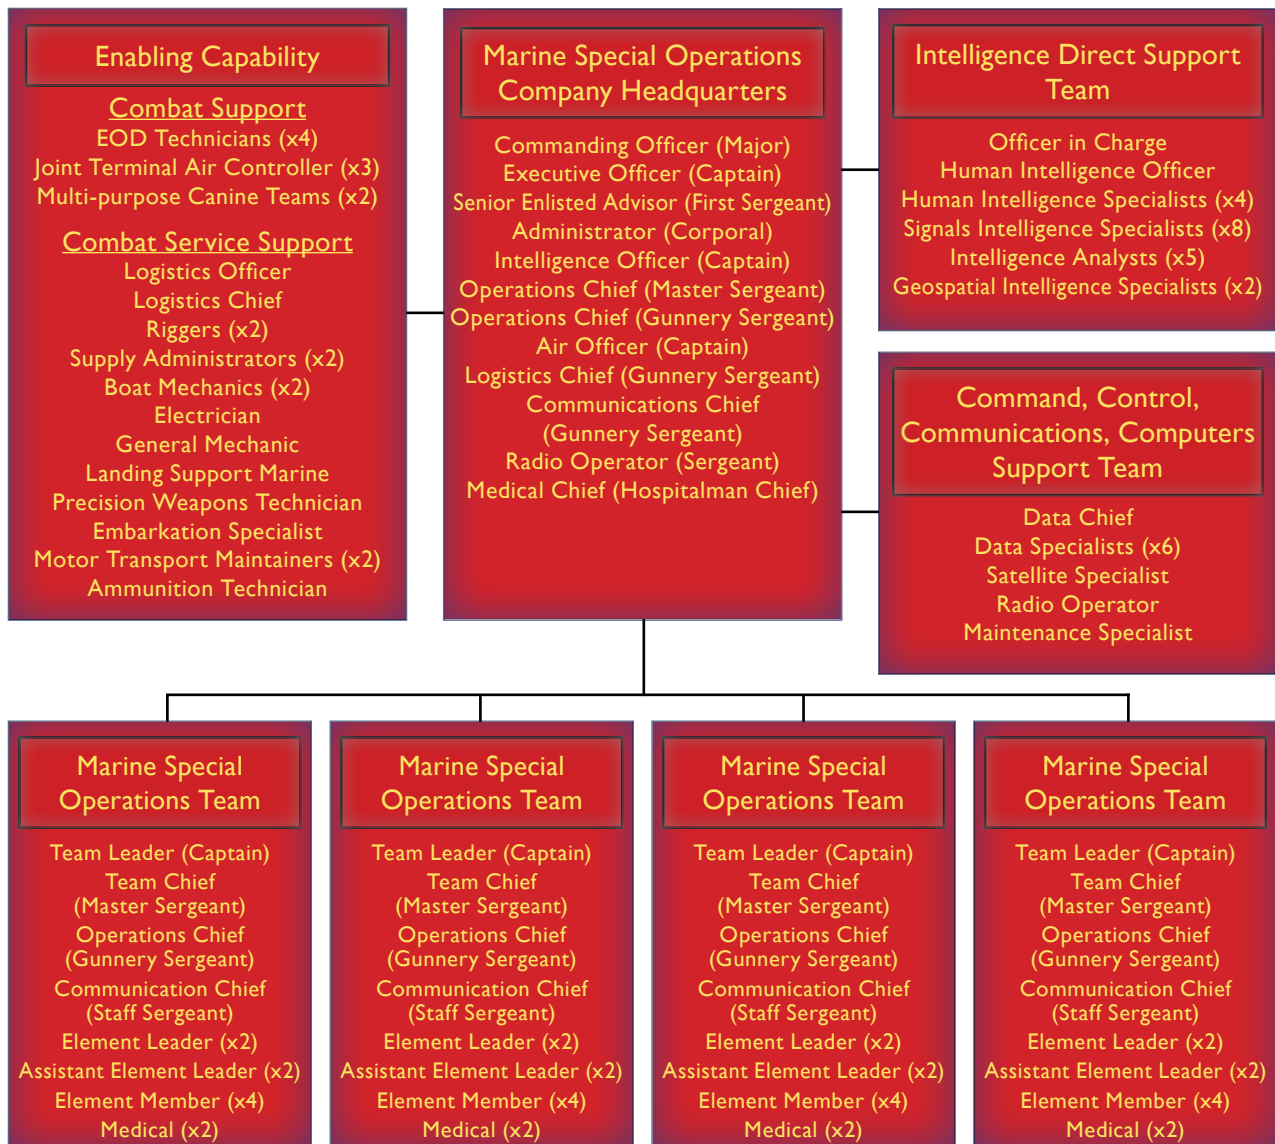 Enabling Capability
Combat Support
EOD Technicians (x4)
Joint Terminal Air Controller (x3)
Multi-purpose Canine Teams (x2)
Combat Service Support
Logistics Officer
Logistics Chief
Riggers (x2)
Supply Administrators (x2)
Boat Mechanics (x2)
Electrician
General Mechanic
Landing Support Marine
Precision Weapons Technician
Embarkation Specialist
Motor Transport Maintainers (x2)
Ammunition Technician
Marine Special Operations
Company Headquarters
Commanding Officer (Major)
Executive Officer (Captain)
Senior Enlisted Advisor (First Sergeant)
Administrator (Corporal)
Intelligence Officer (Captain)
Operations Chief (Master Sergeant)
Operations Chief (Gunnery Sergeant)
Air Officer (Captain)
Logistics Chief (Gunnery Sergeant)
Communications Chief
(Gunnery Sergeant)
Radio Operator (Sergeant)
Medical Chief (Hospitalman Chief)
Intelligence Direct Support
Team
Officer in Charge
Human Intelligence Officer
Human Intelligence Specialists (x4)
Signals Intelligence Specialists (x8)
Intelligence Analysts (x5)
Geospatial Intelligence Specialists (x2)
Command, Control,
Communications, Computers
Support Team
Data Chief
Data Specialists (x6)
Satellite Specialist
Radio Operator
Maintenance Specialist
Marine Special
Operations Team
Team Leader (Captain)
Team Chief
(Master Sergeant)
Operations Chief
(Gunnery Sergeant)
Communication Chief
(Staff Sergeant)
Element Leader (x2)
Assistant Element Leader (x2)
Element Member (x4)
Medical (x2)
Marine Special
Operations Team
Team Leader (Captain)
Team Chief
(Master Sergeant)
Operations Chief
(Gunnery Sergeant)
Communication Chief
(Staff Sergeant)
Element Leader (x2)
Assistant Element Leader (x2)
Element Member (x4)
Medical (x2)
Marine Special
Operations Team
Team Leader (Captain)
Team Chief
(Master Sergeant)
Operations Chief
(Gunnery Sergeant)
Communication Chief
(Staff Sergeant)
Element Leader (x2)
Assistant Element Leader (x2)
Element Member (x4)
Medical (x2)
Marine Special
Operations Team
Team Leader (Captain)
Team Chief
(Master Sergeant)
Operations Chief
(Gunnery Sergeant)
Communication Chief
(Staff Sergeant)
Element Leader (x2)
Assistant Element Leader (x2)
Element Member (x4)
Medical (x2)